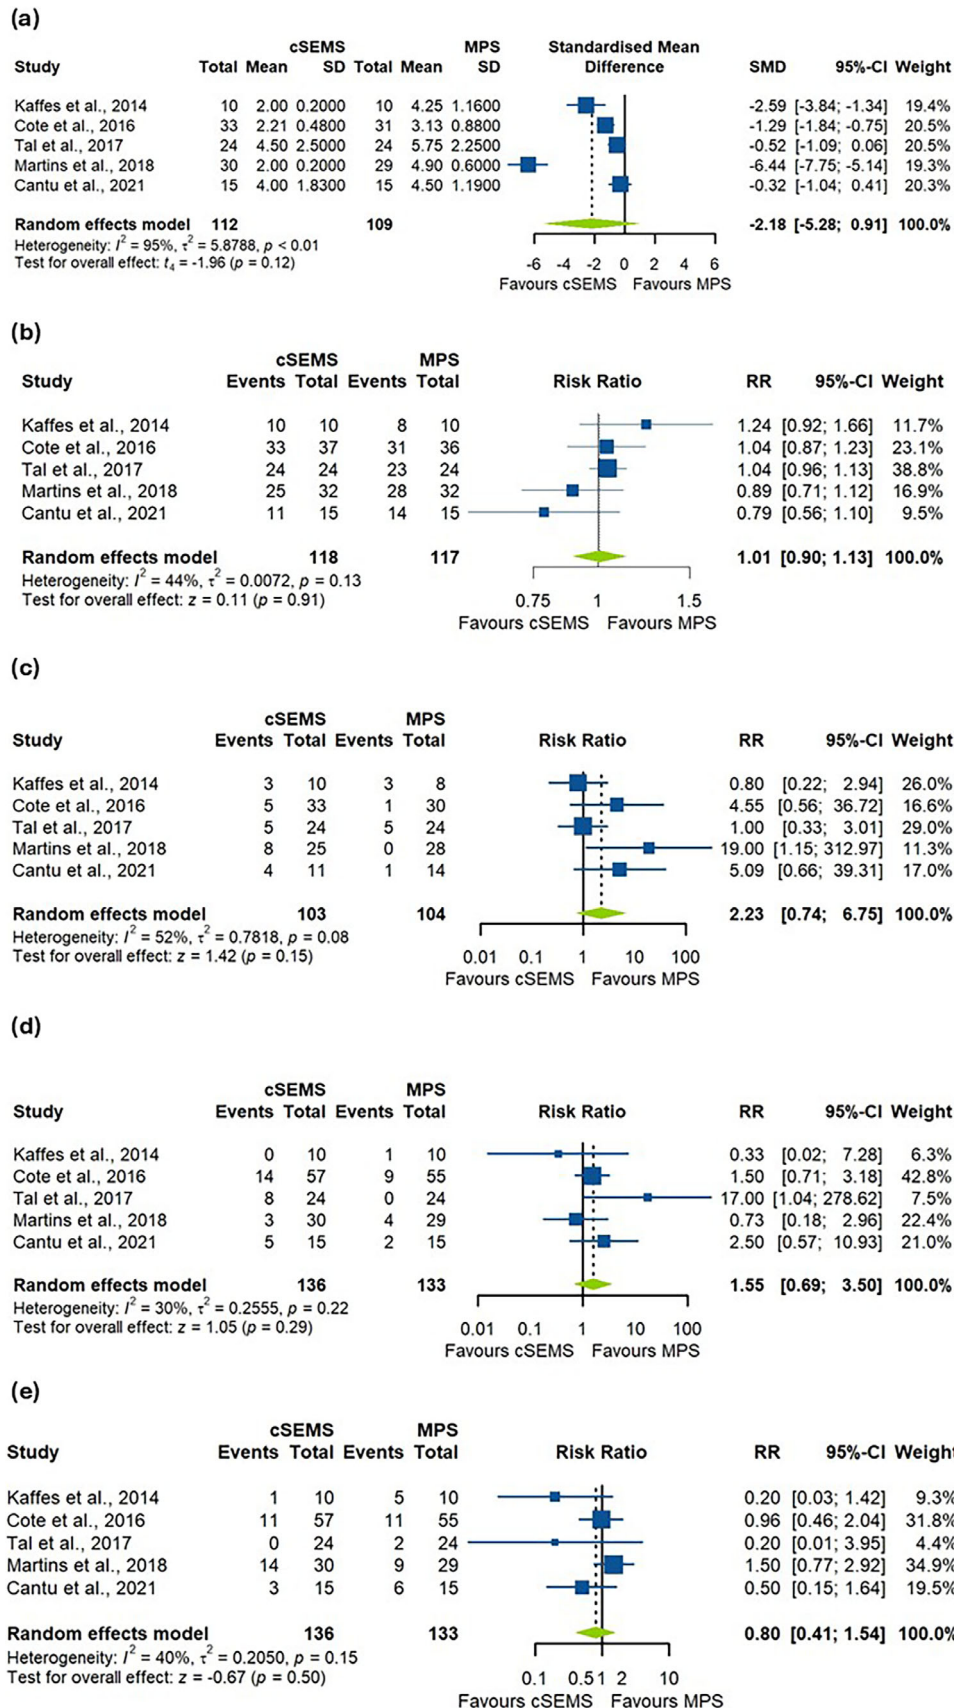 (a)
cSEMS MPS Standardised Mean
Study Total Mean SD Total Mean SD Difference SMD 95%-CI Weight
Kaffes et al., 2014 10 2.00 0.2000 10 4.25 1.1600 -2.59 [-3.84; -1.34] 19.4%
Cote et al., 2016 33 2.21 0.4800 31 3.13 0.8800 -1.29 [-1.84; -0.75] 20.5%
Tal et al., 2017 24 4.50 2.5000 24 5.75 2.2500 -0.52 [-1.09; 0.06] 20.5%
Martins et al., 2018 30 2.00 0.2000 29 4.90 0.6000 -6.44 [-7.75; -5.14] 19.3%
Cantu et al., 2021 15 4.00 1.8300 15 4.50 1.1900 -0.32 [-1.04; 0.41] 20.3%
Random effects model 112 109 -2.18 [-5.28; 0.91] 100.0%
Heterogeneity: I² = 95%, τ² = 5.8788, p < 0.01
Test for overall effect: t₄ = -1.96 (p = 0.12)
-6 -4 -2 0 2 4 6
Favours cSEMS Favours MPS
(b)
cSEMS MPS
Study Events Total Events Total Risk Ratio RR 95%-CI Weight
Kaffes et al., 2014 10 10 8 10 1.24 [0.92; 1.66] 11.7%
Cote et al., 2016 33 37 31 36 1.04 [0.87; 1.23] 23.1%
Tal et al., 2017 24 24 23 24 1.04 [0.96; 1.13] 38.8%
Martins et al., 2018 25 32 28 32 0.89 [0.71; 1.12] 16.9%
Cantu et al., 2021 11 15 14 15 0.79 [0.56; 1.10] 9.5%
Random effects model 118 117 1.01 [0.90; 1.13] 100.0%
Heterogeneity: I² = 44%, τ² = 0.0072, p = 0.13
Test for overall effect: z = 0.11 (p = 0.91)
0.75 1 1.5
Favours cSEMS Favours MPS
(c)
cSEMS MPS
Study Events Total Events Total Risk Ratio RR 95%-CI Weight
Kaffes et al., 2014 3 10 3 8 0.80 [0.22; 2.94] 26.0%
Cote et al., 2016 5 33 1 30 4.55 [0.56; 36.72] 16.6%
Tal et al., 2017 5 24 5 24 1.00 [0.33; 3.01] 29.0%
Martins et al., 2018 8 25 0 28 19.00 [1.15; 312.97] 11.3%
Cantu et al., 2021 4 11 1 14 5.09 [0.66; 39.31] 17.0%
Random effects model 103 104 2.23 [0.74; 6.75] 100.0%
Heterogeneity: I² = 52%, τ² = 0.7818, p = 0.08
Test for overall effect: z = 1.42 (p = 0.15)
0.01 0.1 1 10 100
Favours cSEMS Favours MPS
(d)
cSEMS MPS
Study Events Total Events Total Risk Ratio RR 95%-CI Weight
Kaffes et al., 2014 0 10 1 10 0.33 [0.02; 7.28] 6.3%
Cote et al., 2016 14 57 9 55 1.50 [0.71; 3.18] 42.8%
Tal et al., 2017 8 24 0 24 17.00 [1.04; 278.62] 7.5%
Martins et al., 2018 3 30 4 29 0.73 [0.18; 2.96] 22.4%
Cantu et al., 2021 5 15 2 15 2.50 [0.57; 10.93] 21.0%
Random effects model 136 133 1.55 [0.69; 3.50] 100.0%
Heterogeneity: I² = 30%, τ² = 0.2555, p = 0.22
Test for overall effect: z = 1.05 (p = 0.29)
0.01 0.1 1 10 100
Favours cSEMS Favours MPS
(e)
cSEMS MPS
Study Events Total Events Total Risk Ratio RR 95%-CI Weight
Kaffes et al., 2014 1 10 5 10 0.20 [0.03; 1.42] 9.3%
Cote et al., 2016 11 57 11 55 0.96 [0.46; 2.04] 31.8%
Tal et al., 2017 0 24 2 24 0.20 [0.01; 3.95] 4.4%
Martins et al., 2018 14 30 9 29 1.50 [0.77; 2.92] 34.9%
Cantu et al., 2021 3 15 6 15 0.50 [0.15; 1.64] 19.5%
Random effects model 136 133 0.80 [0.41; 1.54] 100.0%
Heterogeneity: I² = 40%, τ² = 0.2050, p = 0.15
Test for overall effect: z = -0.67 (p = 0.50)
0.1 0.5 1 2 10
Favours cSEMS Favours MPS